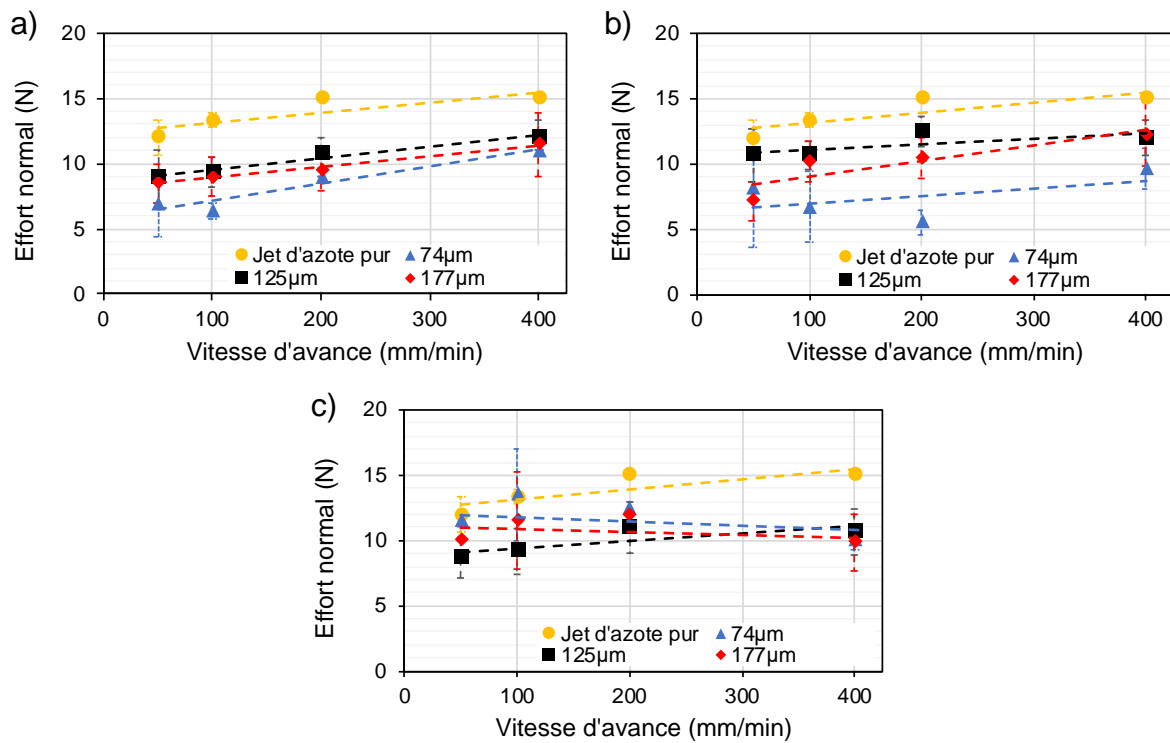 a)
Effort normal (N)
20
15
10
5
0
Jet d'azote pur 74µm
125µm 177µm
0 100 200 300 400
Vitesse d'avance (mm/min)
b)
Effort normal (N)
20
15
10
5
0
Jet d'azote pur 74µm
125µm 177µm
0 100 200 300 400
Vitesse d'avance (mm/min)
c)
Effort normal (N)
20
15
10
5
0
Jet d'azote pur 74µm
125µm 177µm
0 100 200 300 400
Vitesse d'avance (mm/min)